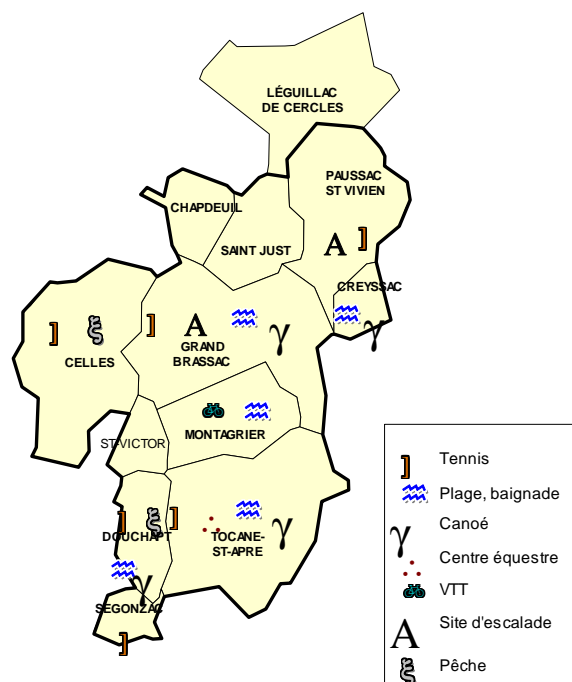 LÉGUILLAC
DE CERCLES
PAUSSAC
ST VIVIEN
CHAPDEUIL
SAINT JUST
CREYSSAC
GRAND
BRASSAC
CELLES
MONTAGRIER
ST-VICTOR
DOUCHAPT
TOCANE-
ST-APRE
SEGONZAC
Tennis
Plage, baignade
Canoé
Centre équestre
VTT
Site d'escalade
Pêche